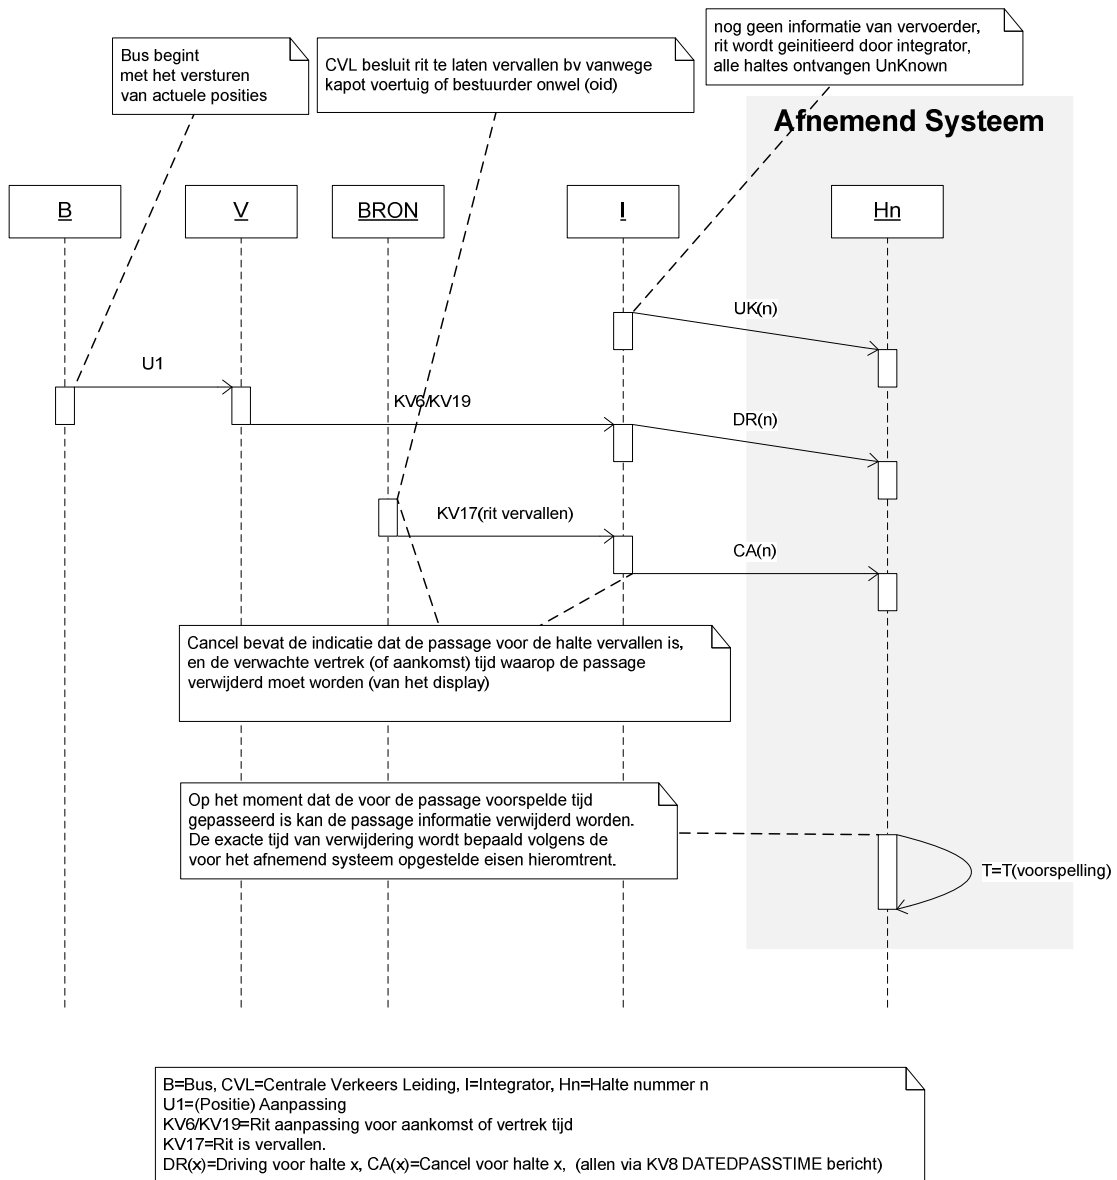 nog geen informatie van vervoerder,
rit wordt geinitieerd door integrator,
alle haltes ontvangen UnKnown
Bus begint
met het versturen
van actuele posities
CVL besluit rit te laten vervallen bv vanwege
kapot voertuig of bestuurder onwel (oid)
Afnemend Systeem
B
V
BRON
I
Hn
UK(n)
U1
KV6/KV19
DR(n)
KV17(rit vervallen)
CA(n)
Cancel bevat de indicatie dat de passage voor de halte vervallen is,
en de verwachte vertrek (of aankomst) tijd waarop de passage
verwijderd moet worden (van het display)
Op het moment dat de voor de passage voorspelde tijd
gepasseerd is kan de passage informatie verwijderd worden.
De exacte tijd van verwijdering wordt bepaald volgens de
voor het afnemend systeem opgestelde eisen hieromtrent.
T=T(voorspelling)
B=Bus, CVL=Centrale Verkeers Leiding, I=Integrator, Hn=Halte nummer n
U1=(Positie) Aanpassing
KV6/KV19=Rit aanpassing voor aankomst of vertrek tijd
KV17=Rit is vervallen.
DR(x)=Driving voor halte x, CA(x)=Cancel voor halte x, (allen via KV8 DATEDPASSTIME bericht)